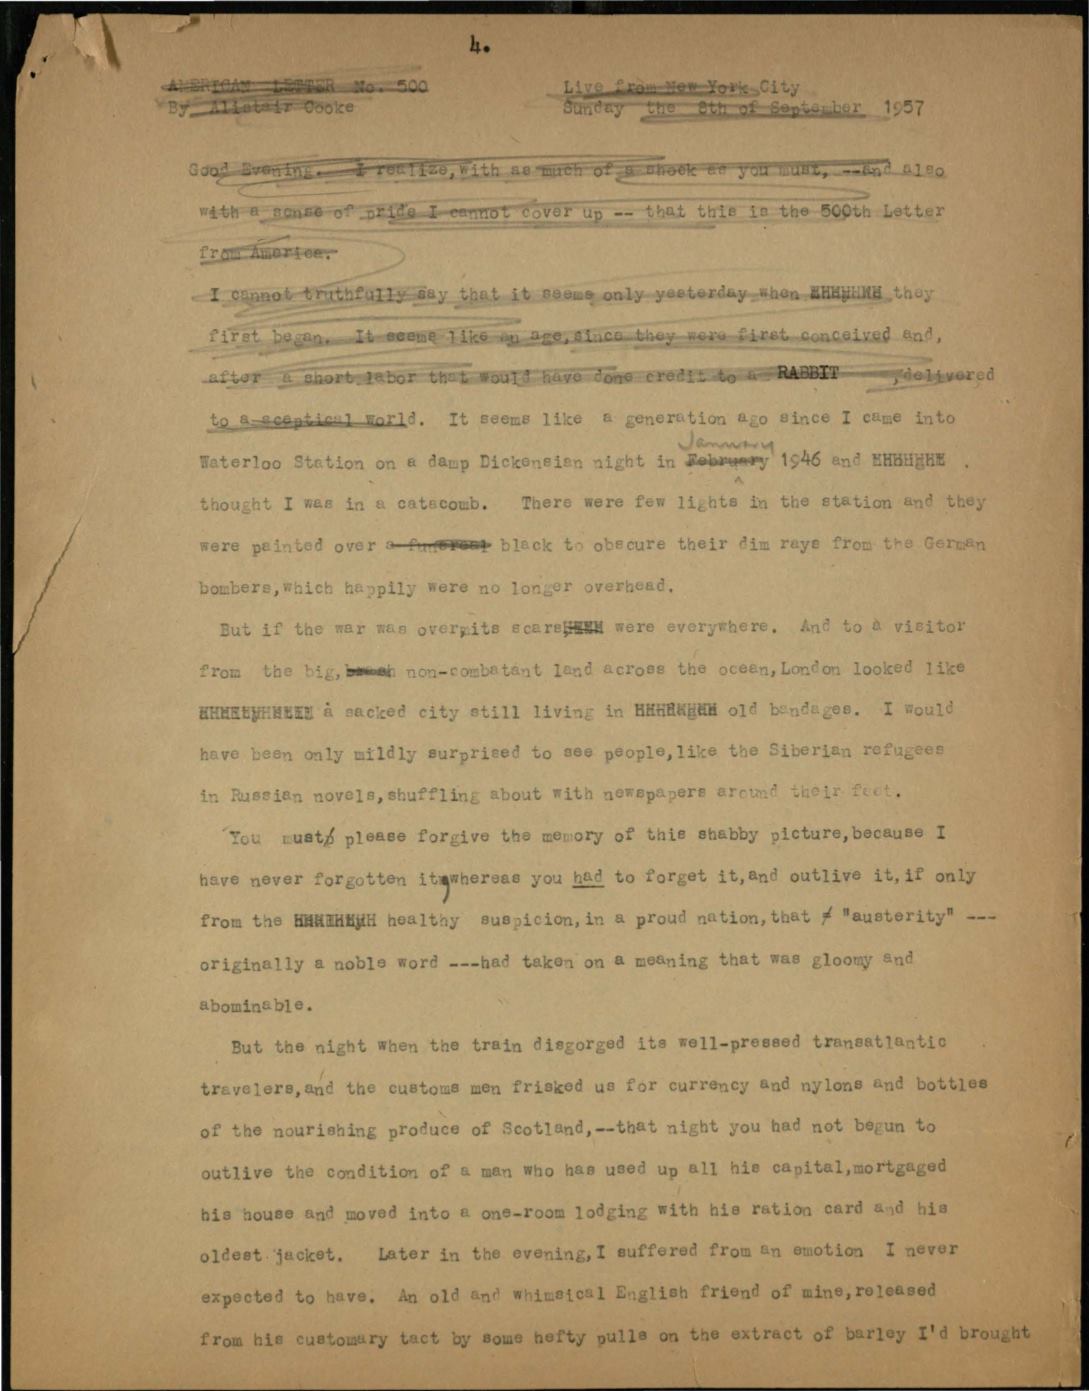 4.
AMERICAN LETTER No. 500 Live from New York City
By Alistair Cooke Sunday the 8th of September 1957
Good Evening. I realize,with as much of a shock as you must, --and also
with a sense of pride I cannot cover up -- that this is the 500th Letter
from America.
I cannot truthfully say that it seems only yesterday when they
first began. It seems like an age,since they were first conceived and,
after a short labor that would have done credit to a RABBIT ,delivered
to a sceptical world. It seems like a generation ago since I came into
January
Waterloo Station on a damp Dickensian night in February 1946 and .
thought I was in a catacomb. There were few lights in the station and they
were painted over a funereal black to obscure their dim rays from the German
bombers,which happily were no longer overhead.
But if the war was over,its scars were everywhere. And to a visitor
from the big, brash non-combatant land across the ocean,London looked like
a sacked city still living in old bandages. I would
have been only mildly surprised to see people,like the Siberian refugees
in Russian novels,shuffling about with newspapers around their feet.
You must please forgive the memory of this shabby picture,because I
have never forgotten it,whereas you had to forget it,and outlive it,if only
from the healthy suspicion,in a proud nation,that "austerity" ---
originally a noble word ---had taken on a meaning that was gloomy and
abominable.
But the night when the train disgorged its well-pressed transatlantic
travelers,and the customs men frisked us for currency and nylons and bottles
of the nourishing produce of Scotland,--that night you had not begun to
outlive the condition of a man who has used up all his capital,mortgaged
his house and moved into a one-room lodging with his ration card and his
oldest jacket. Later in the evening,I suffered from an emotion I never
expected to have. An old and whimsical English friend of mine,released
from his customary tact by some hefty pulls on the extract of barley I'd brought